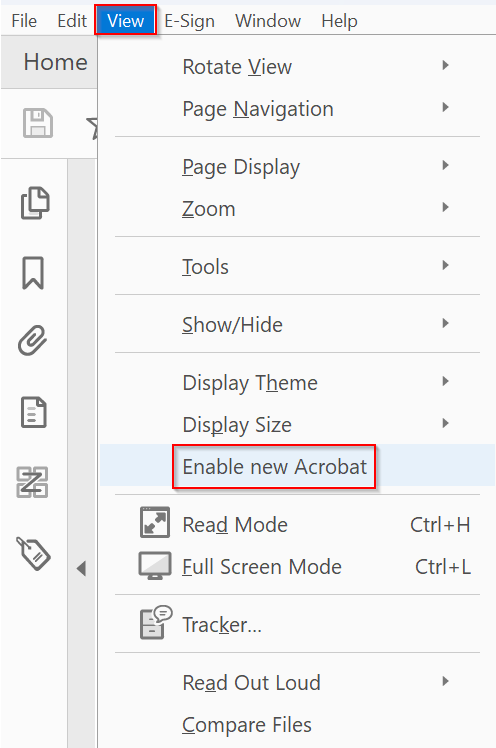 File Edit View E-Sign Window Help
Home
Rotate View
Page Navigation
Page Display
Zoom
Tools
Show/Hide
Display Theme
Display Size
Enable new Acrobat
Read Mode Ctrl+H
Full Screen Mode Ctrl+L
Tracker...
Read Out Loud
Compare Files